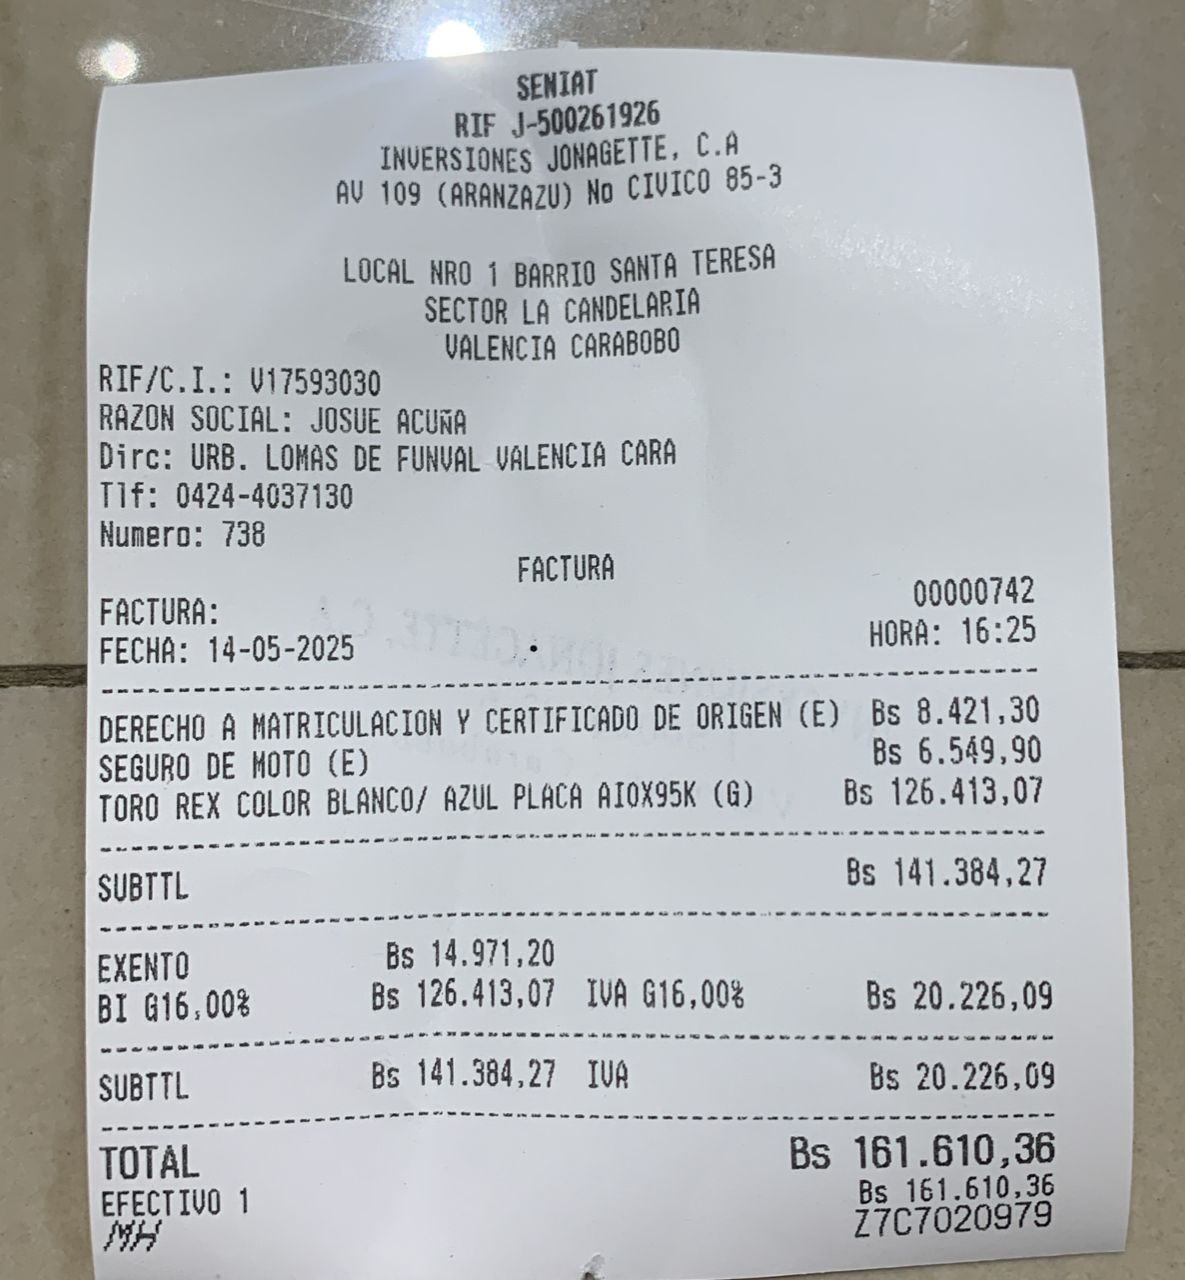 SENIAT
RIF J-500261926
INVERSIONES JONAGETTE, C.A
AV 109 (ARANZAZU) No CIVICO 85-3
LOCAL NRO 1 BARRIO SANTA TERESA
SECTOR LA CANDELARIA
VALENCIA CARABOBO
RIF/C.I.: V17593030
RAZON SOCIAL: JOSUE ACUÑA
Dirc: URB. LOMAS DE FUNVAL VALENCIA CARA
Tlf: 0424-4037130
Numero: 738
FACTURA
FACTURA: 00000742
FECHA: 14-05-2025 HORA: 16:25
DERECHO A MATRICULACION Y CERTIFICADO DE ORIGEN (E) Bs 8.421,30
SEGURO DE MOTO (E) Bs 6.549,90
TORO REX COLOR BLANCO/ AZUL PLACA AI0X95K (G) Bs 126.413,07
SUBTTL Bs 141.384,27
EXENTO Bs 14.971,20
BI G16,00% Bs 126.413,07 IVA G16,00% Bs 20.226,09
SUBTTL Bs 141.384,27 IVA Bs 20.226,09
TOTAL Bs 161.610,36
EFECTIVO 1 Bs 161.610,36
MH Z7C7020979